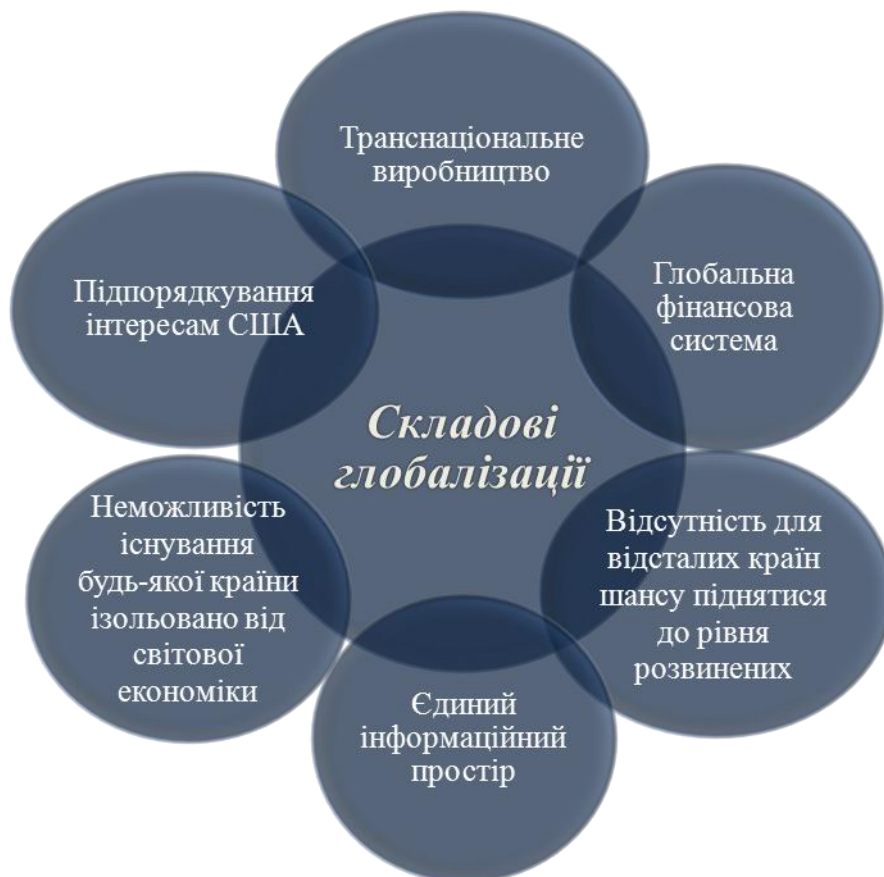 Транснаціональне
виробництво
Глобальна
фінансова
система
Відсутність для
відсталих країн
шансу піднятися
до рівня
розвинених
Єдиний
інформаційний
простір
Неможливість
існування
будь-якої країни
ізольовано від
світової
економіки
Підпорядкування
інтересам США
Складові
глобалізації